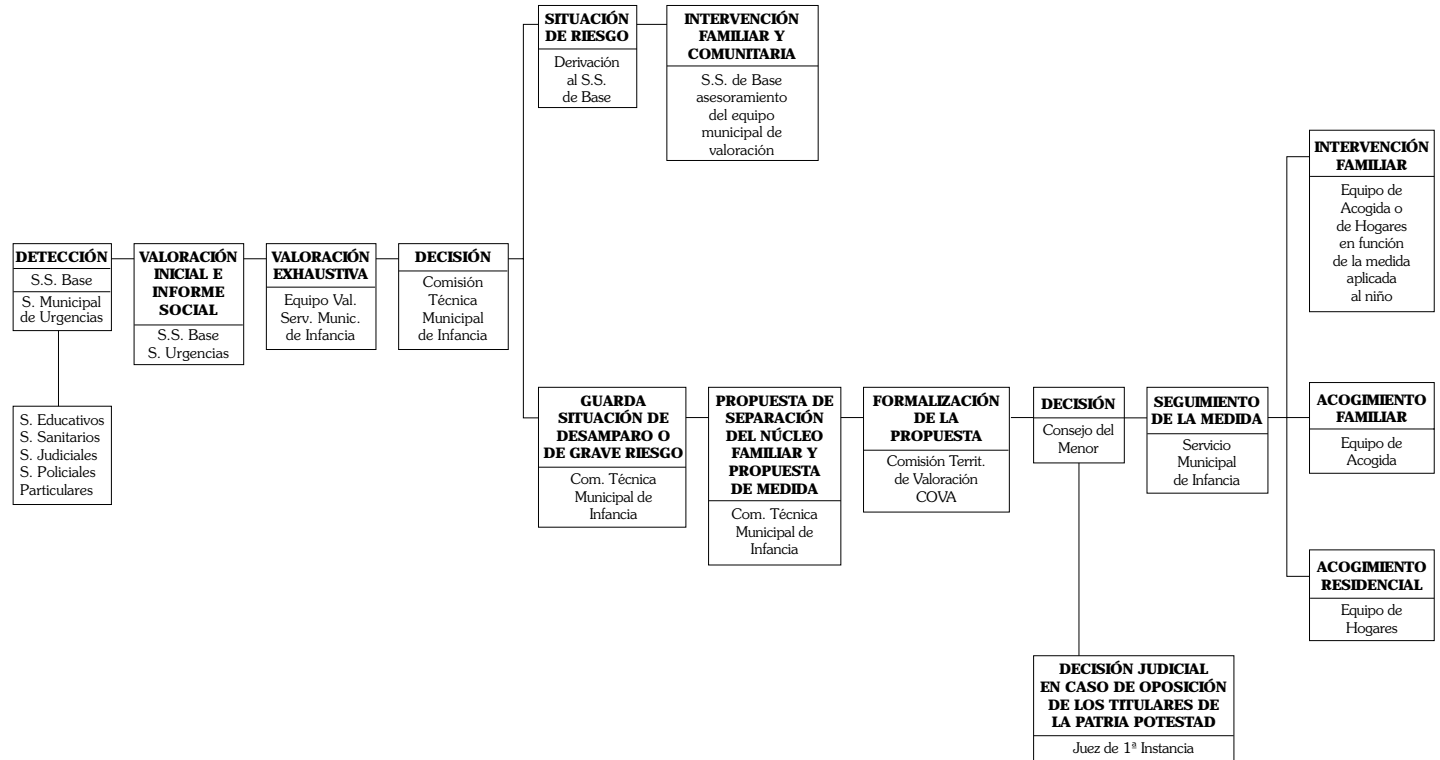 SITUACIÓN
DE RIESGO
Derivación
al S.S.
de Base
INTERVENCIÓN
FAMILIAR Y
COMUNITARIA
S.S. de Base
asesoramiento
del equipo
municipal de
valoración
DETECCIÓN
S.S. Base
S. Municipal
de Urgencias
S. Educativos
S. Sanitarios
S. Judiciales
S. Policiales
Particulares
VALORACIÓN
INICIAL E
INFORME
SOCIAL
S.S. Base
S. Urgencias
VALORACIÓN
EXHAUSTIVA
Equipo Val.
Serv. Munic.
de Infancia
DECISIÓN
Comisión
Técnica
Municipal
de Infancia
GUARDA
SITUACIÓN DE
DESAMPARO O
DE GRAVE RIESGO
Com. Técnica
Municipal de
Infancia
PROPUESTA DE
SEPARACIÓN
DEL NÚCLEO
FAMILIAR Y
PROPUESTA
DE MEDIDA
Com. Técnica
Municipal de
Infancia
FORMALIZACIÓN
DE LA
PROPUESTA
Comisión Territ.
de Valoración
COVA
DECISIÓN
Consejo del
Menor
DECISIÓN JUDICIAL
EN CASO DE OPOSICIÓN
DE LOS TITULARES DE
LA PATRIA POTESTAD
Juez de 1ª Instancia
SEGUIMIENTO
DE LA MEDIDA
Servicio
Municipal
de Infancia
INTERVENCIÓN
FAMILIAR
Equipo de
Acogida o
de Hogares
en función
de la medida
aplicada
al niño
ACOGIMIENTO
FAMILIAR
Equipo de
Acogida
ACOGIMIENTO
RESIDENCIAL
Equipo de
Hogares